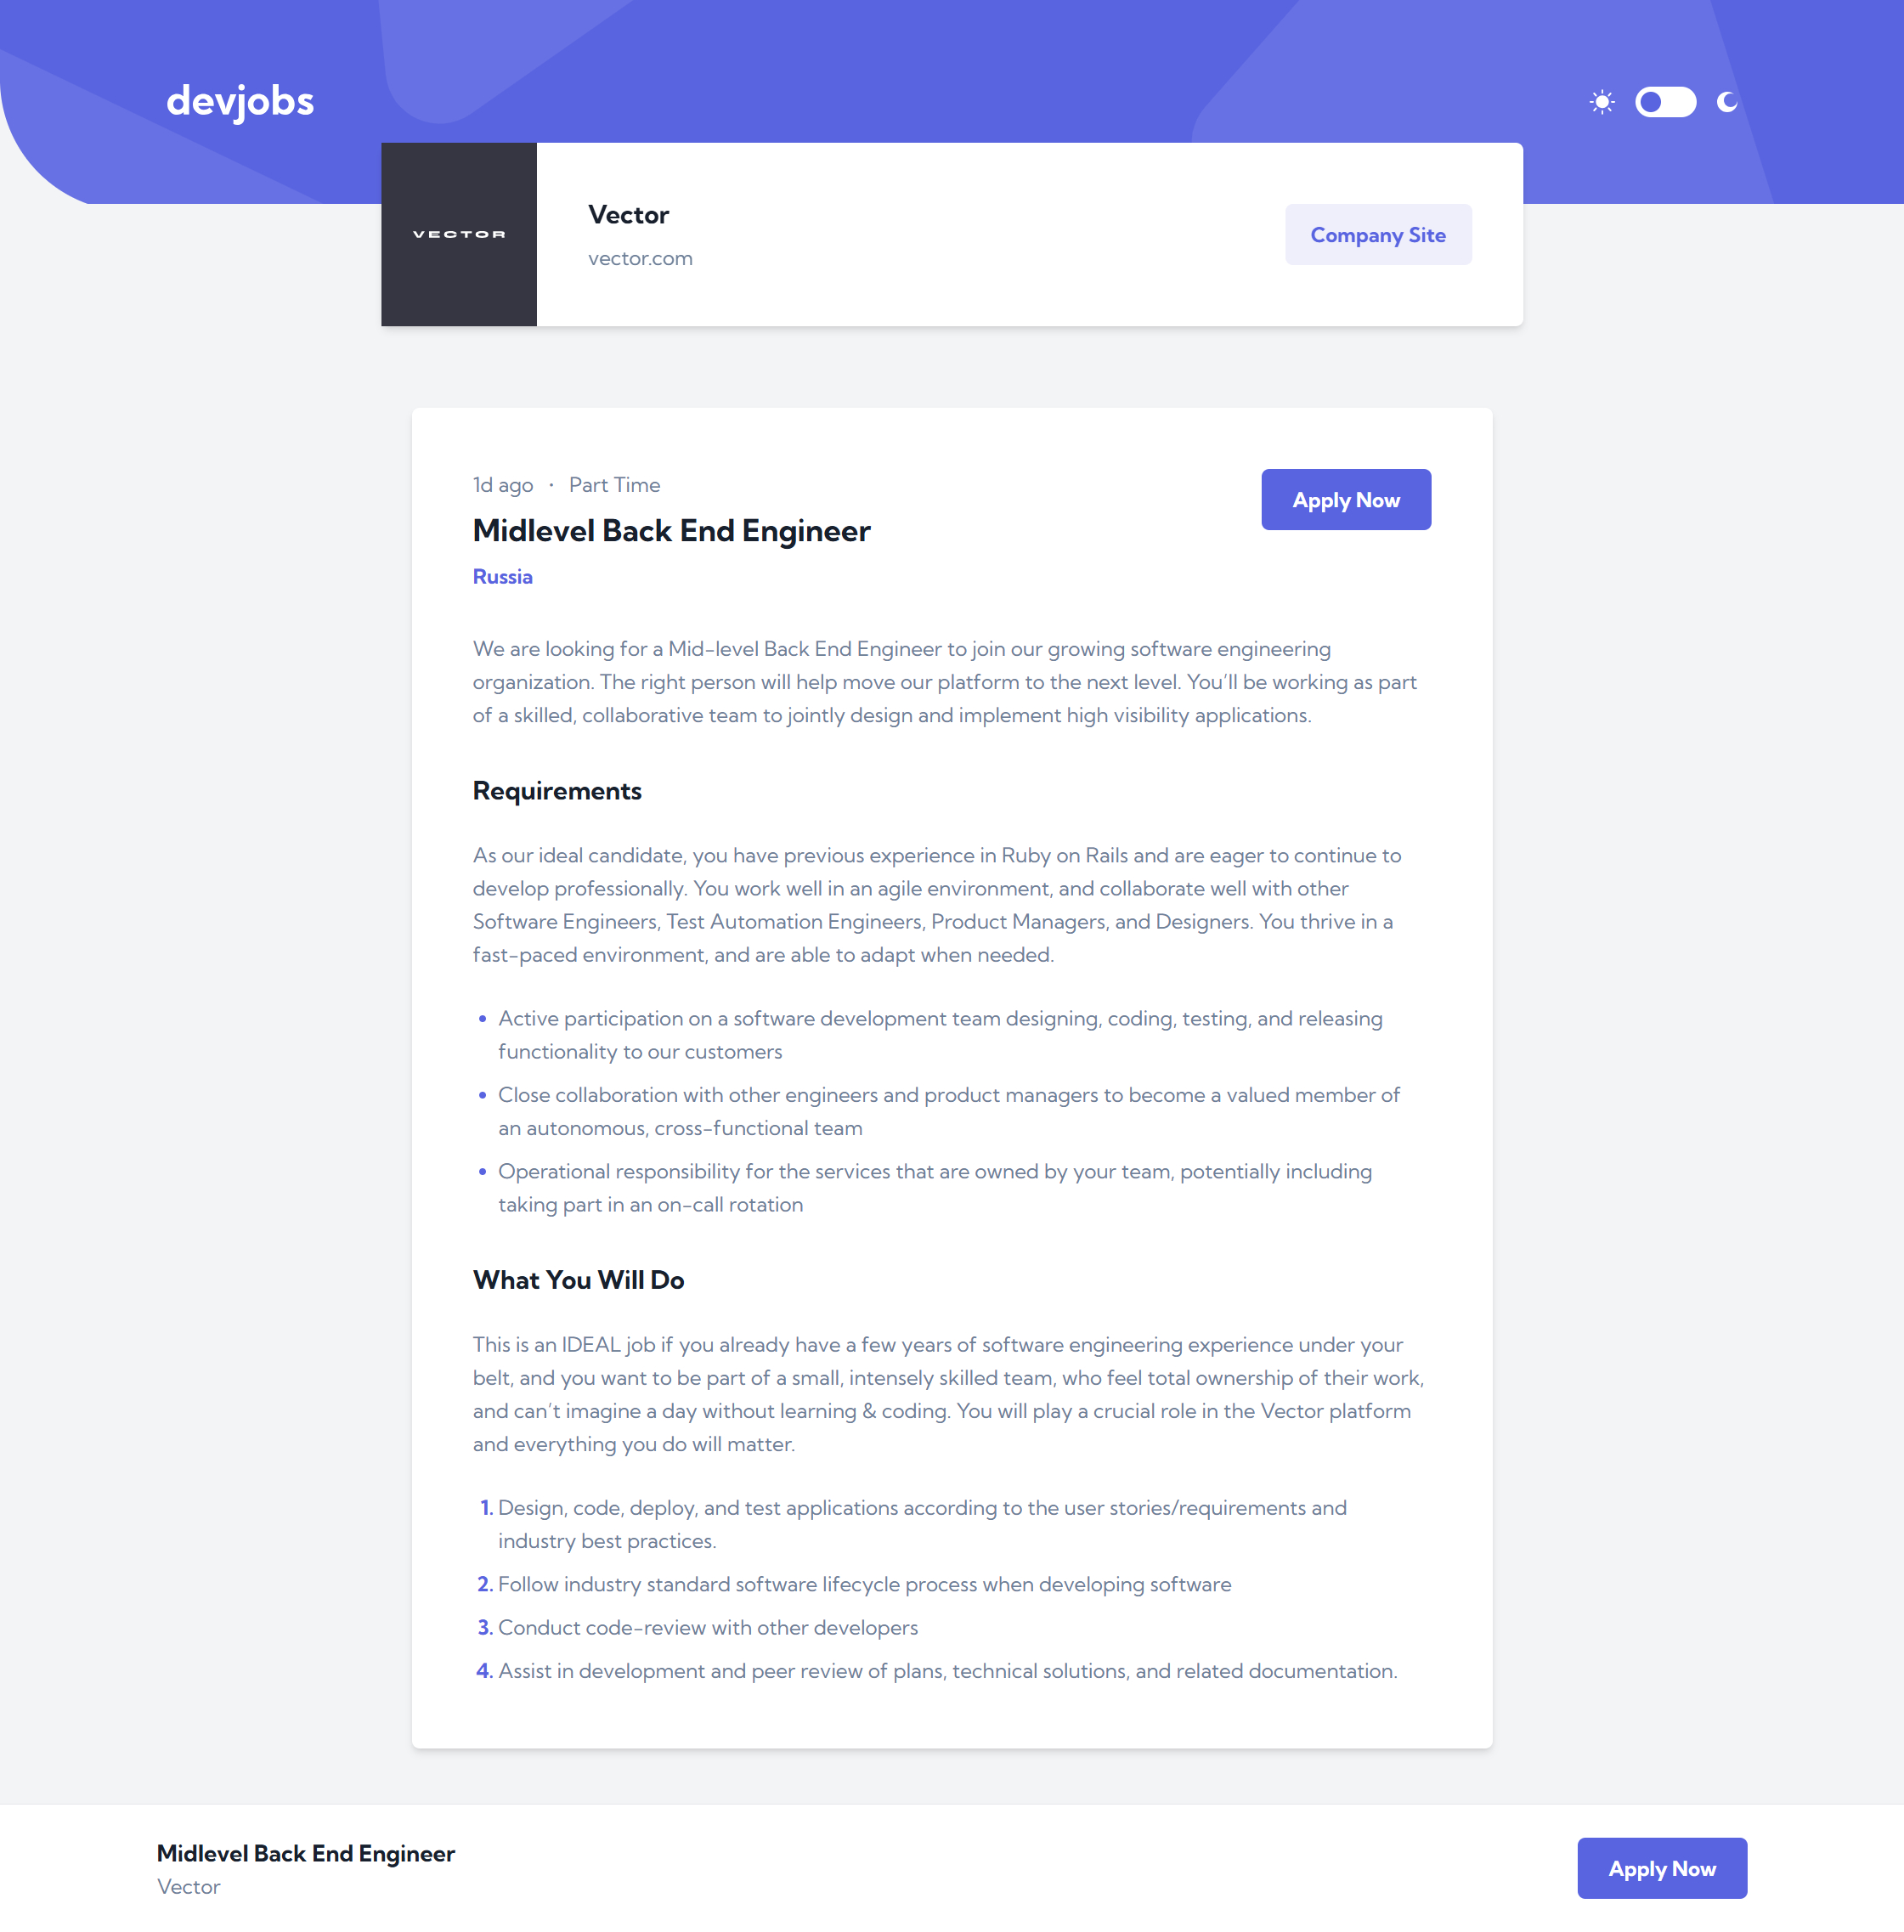 devjobs
VECTOR
Vector
vector.com
Company Site
1d ago · Part Time
Apply Now
Midlevel Back End Engineer
Russia
We are looking for a Mid-level Back End Engineer to join our growing software engineering
organization. The right person will help move our platform to the next level. You’ll be working as part
of a skilled, collaborative team to jointly design and implement high visibility applications.
Requirements
As our ideal candidate, you have previous experience in Ruby on Rails and are eager to continue to
develop professionally. You work well in an agile environment, and collaborate well with other
Software Engineers, Test Automation Engineers, Product Managers, and Designers. You thrive in a
fast-paced environment, and are able to adapt when needed.
• Active participation on a software development team designing, coding, testing, and releasing
functionality to our customers
• Close collaboration with other engineers and product managers to become a valued member of
an autonomous, cross-functional team
• Operational responsibility for the services that are owned by your team, potentially including
taking part in an on-call rotation
What You Will Do
This is an IDEAL job if you already have a few years of software engineering experience under your
belt, and you want to be part of a small, intensely skilled team, who feel total ownership of their work,
and can’t imagine a day without learning & coding. You will play a crucial role in the Vector platform
and everything you do will matter.
1. Design, code, deploy, and test applications according to the user stories/requirements and
industry best practices.
2. Follow industry standard software lifecycle process when developing software
3. Conduct code-review with other developers
4. Assist in development and peer review of plans, technical solutions, and related documentation.
Midlevel Back End Engineer
Vector
Apply Now